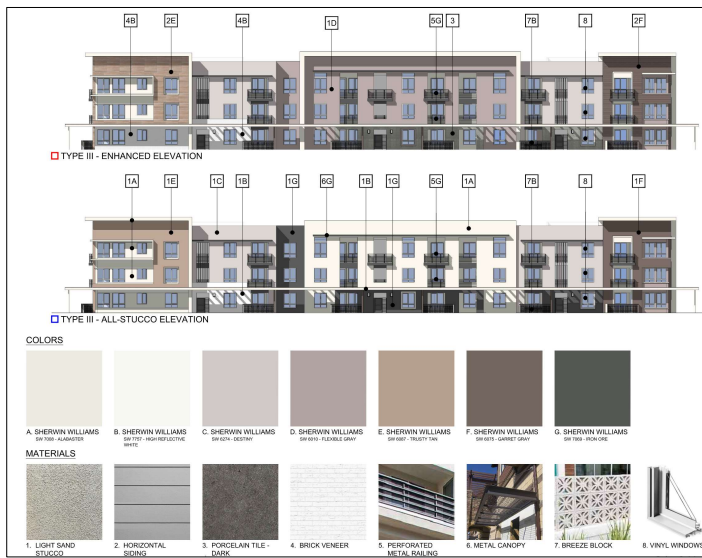 4B 2E 4B 1D 5G 3 7B 8 2F
TYPE III - ENHANCED ELEVATION
1A 1E 1C 1B 1G 6G 1B 1G 5G 1A 7B 8 1F
TYPE III - ALL-STUCCO ELEVATION
COLORS
A. SHERWIN WILLIAMS
SW 7008 - ALABASTER
B. SHERWIN WILLIAMS
SW 7757 - HIGH REFLECTIVE
WHITE
C. SHERWIN WILLIAMS
SW 6274 - DESTINY
D. SHERWIN WILLIAMS
SW 6010 - FLEXIBLE GRAY
E. SHERWIN WILLIAMS
SW 6087 - TRUSTY TAN
F. SHERWIN WILLIAMS
SW 6075 - GARRET GRAY
G. SHERWIN WILLIAMS
SW 7069 - IRON ORE
MATERIALS
1. LIGHT SAND
STUCCO
2. HORIZONTAL
SIDING
3. PORCELAIN TILE -
DARK
4. BRICK VENEER
5. PERFORATED
METAL RAILING
6. METAL CANOPY
7. BREEZE BLOCK
8. VINYL WINDOWS